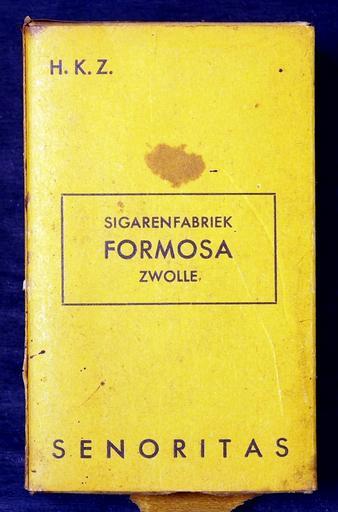 H. K. Z.
SIGARENFABRIEK
FORMOSA
ZWOLLE
SENORITAS